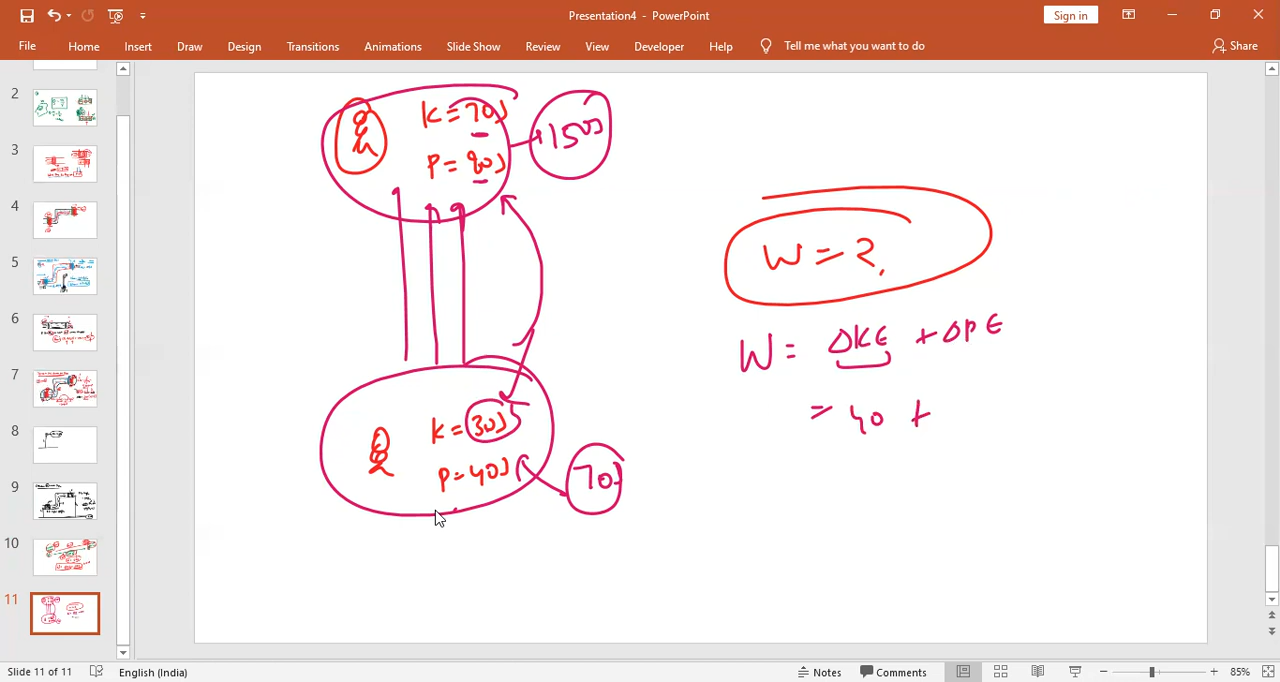 Presentation4 - PowerPoint
Sign in
File Home Insert Draw Design Transitions Animations Slide Show Review View Developer Help Tell me what you want to do Share
2
3
4
5
6
7
8
9
10
11
K = 70J
P = 80J
150J
W = ?
W = ΔKE + ΔPE
= 40 +
K = 30J
P = 40J
70J
Slide 11 of 11 English (India) Notes Comments 85%